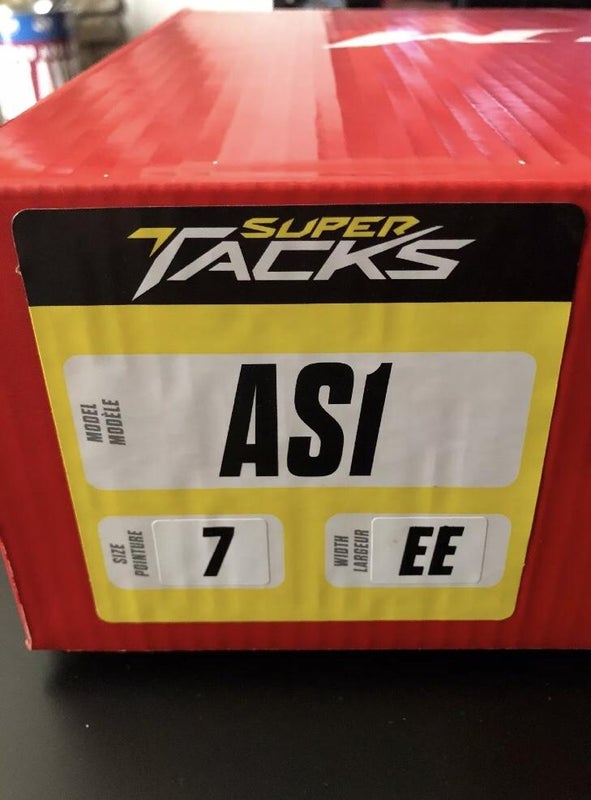 SUPER
TACKS
MODEL
MODÈLE
AS1
SIZE
POINTURE
7
WIDTH
LARGEUR
EE